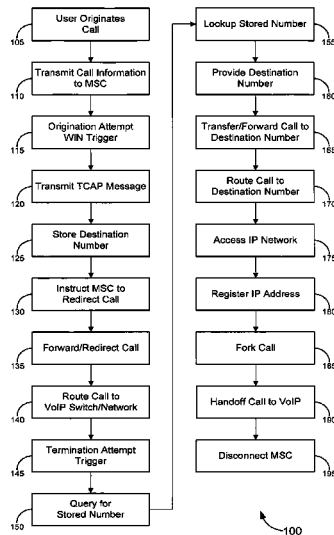 User Originates
Call
105
Transmit Call Information
to MSC
110
Origination Attempt
WIN Trigger
115
Transmit TCAP Message
120
Store Destination
Number
125
Instruct MSC to
Redirect Call
130
Forward/Redirect Call
135
Route Call to
VoIP Switch/Network
140
Termination Attempt
Trigger
145
Query for
Stored Number
150
Lookup Stored Number
155
Provide Destination
Number
160
Transfer/Forward Call to
Destination Number
165
Route Call to
Destination Number
170
Access IP Network
175
Register IP Address
180
Fork Call
185
Handoff Call to VoIP
190
Disconnect MSC
195
100